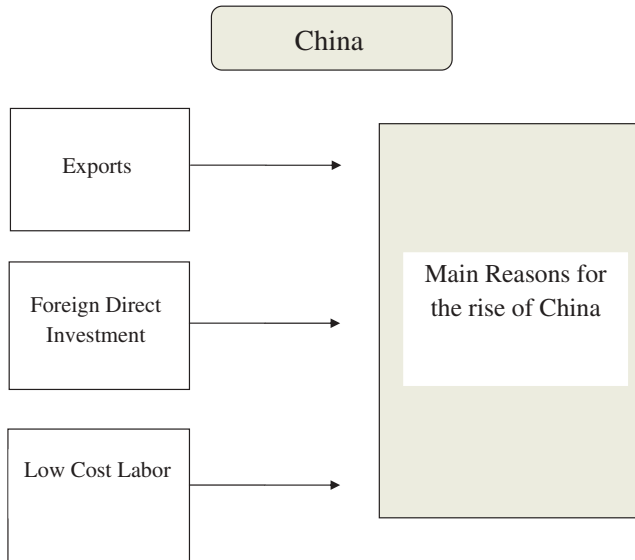 China
Exports
Foreign Direct
Investment
Low Cost Labor
Main Reasons for
the rise of China